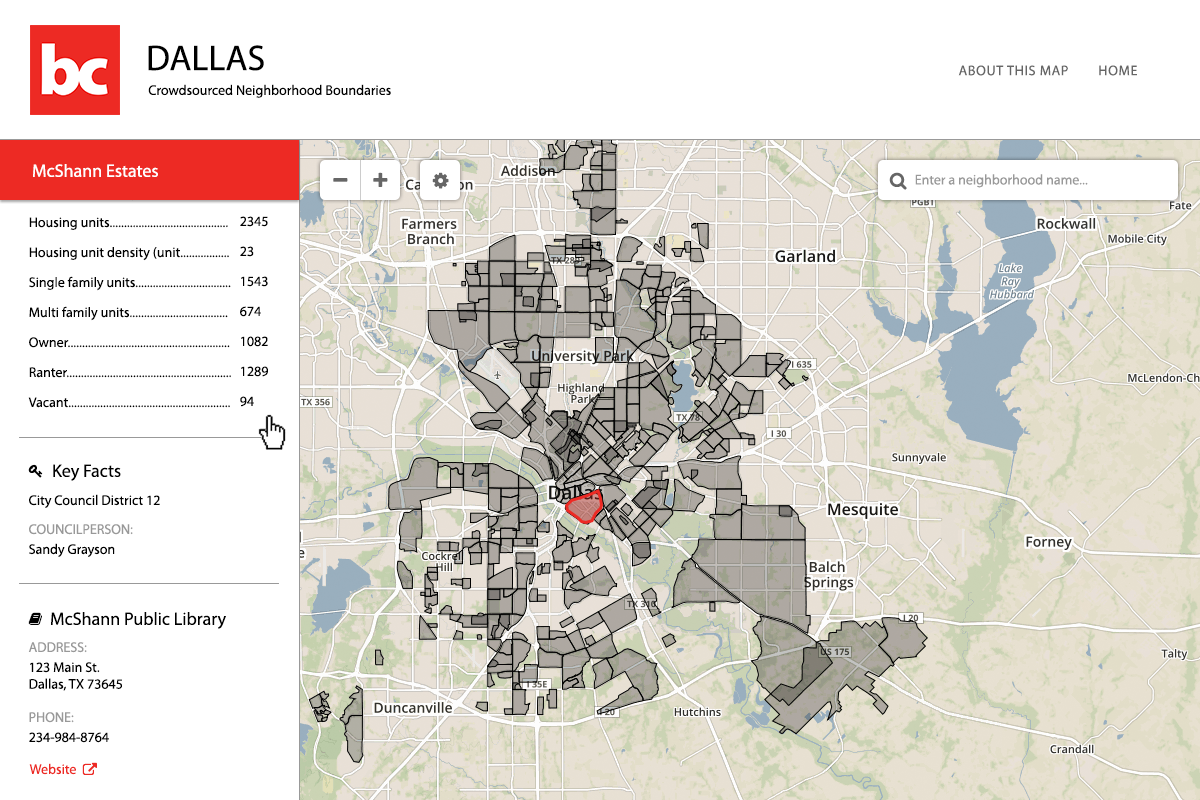 bc
DALLAS
Crowdsourced Neighborhood Boundaries
ABOUT THIS MAP
HOME
McShann Estates
Housing units.......................................... 2345
Housing unit density (unit................. 23
Single family units................................. 1543
Multi family units................................... 674
Owner......................................................... 1082
Ranter.......................................................... 1289
Vacant......................................................... 94
Key Facts
City Council District 12
COUNCILPERSON:
Sandy Grayson
McShann Public Library
ADDRESS:
123 Main St.
Dallas, TX 73645
PHONE:
234-984-8764
Website
Enter a neighborhood name...
Addison
PGBT
Fate
Farmers
Branch
Rockwall
Mobile City
Garland
Lake
Ray
Hubbard
University Park
I 635
Highland
Park
McLendon-Ch
TX 356
TX 78
I 30
Sunnyvale
Dallas
Mesquite
Forney
Cockrel
Hill
Balch
Springs
TX 310
I 20
US 175
Talty
I 35E
Duncanville
I 20
Hutchins
Crandall